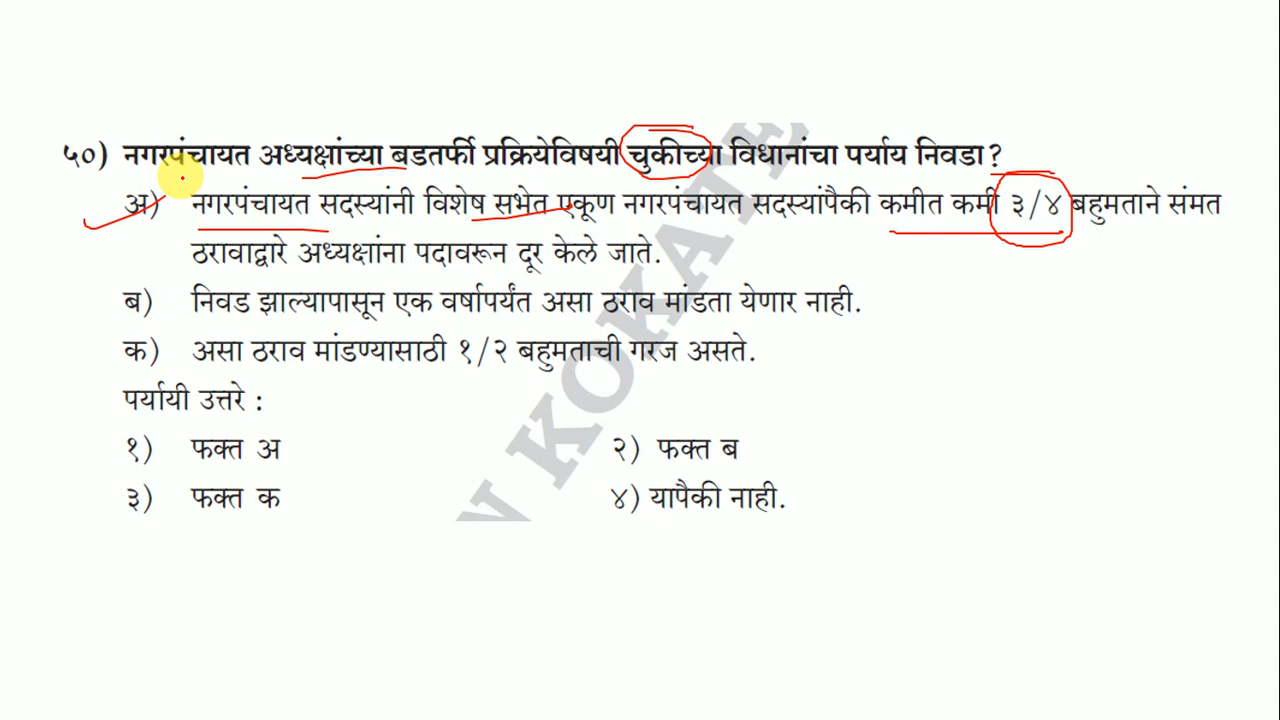 ५०) नगरपंचायत अध्यक्षांच्या बडतर्फी प्रक्रियेविषयी चुकीच्या विधानांचा पर्याय निवडा?
अ) नगरपंचायत सदस्यांनी विशेष सभेत एकूण नगरपंचायत सदस्यांपैकी कमीत कमी ३/४ बहुमताने संमत
ठरावाद्वारे अध्यक्षांना पदावरून दूर केले जाते.
ब) निवड झाल्यापासून एक वर्षापर्यंत असा ठराव मांडता येणार नाही.
क) असा ठराव मांडण्यासाठी १/२ बहुमताची गरज असते.
पर्यायी उत्तरे :
१) फक्त अ २) फक्त ब
३) फक्त क ४) यापैकी नाही.
N KOKATE